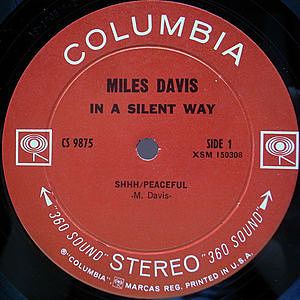 COLUMBIA
MILES DAVIS
IN A SILENT WAY
CS 9875
SIDE 1
XSM 150308
SHHH/PEACEFUL
-M. Davis-
"360 SOUND" STEREO "360 SOUND"
® "COLUMBIA", MARCAS REG. PRINTED IN U.S.A.